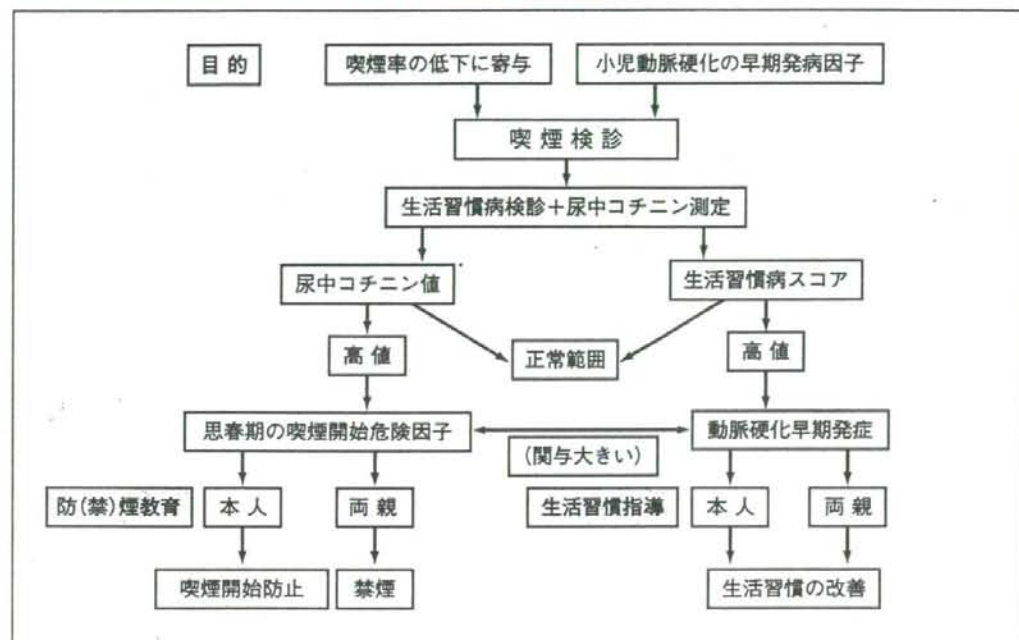 目的
喫煙率の低下に寄与
小児動脈硬化の早期発病因子
喫煙検診
生活習慣病検診+尿中コチニン測定
尿中コチニン値
生活習慣病スコア
高値
正常範囲
高値
思春期の喫煙開始危険因子
(関与大きい)
動脈硬化早期発症
防(禁)煙教育
本人
両親
生活習慣指導
本人
両親
喫煙開始防止
禁煙
生活習慣の改善